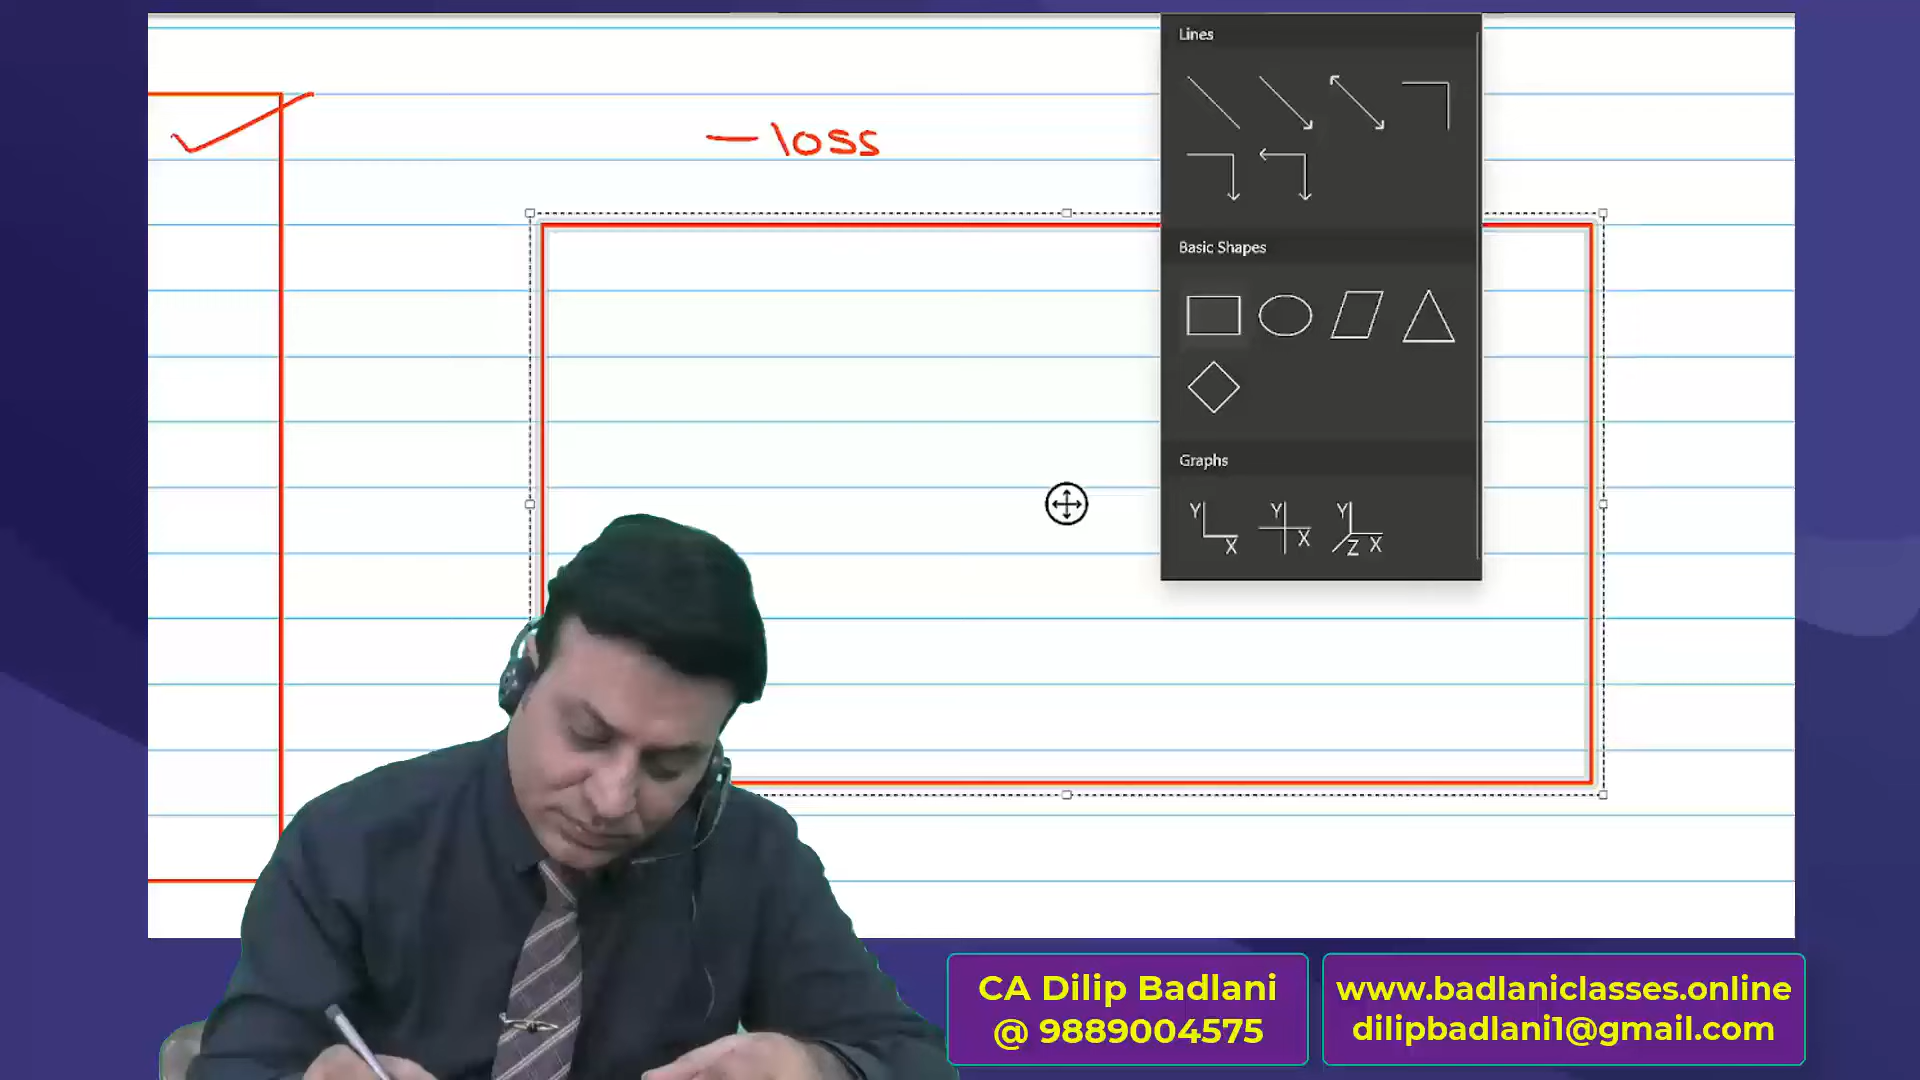 Lines
— loss
Basic Shapes
Graphs
Y
X
Y
X
Y
Z X
CA Dilip Badlani
@ 9889004575
www.badlaniclasses.online
dilipbadlani1@gmail.com